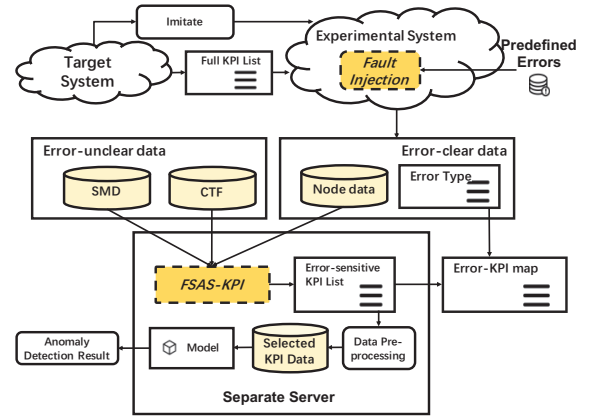 Imitate
Target
System
Full KPI List
Experimental System
Fault
Injection
Predefined
Errors
Error-unclear data
SMD
CTF
Error-clear data
Node data
Error Type
FSAS-KPI
Error-sensitive
KPI List
Error-KPI map
Anomaly
Detection Result
Model
Selected
KPI Data
Data Pre-
processing
Separate Server